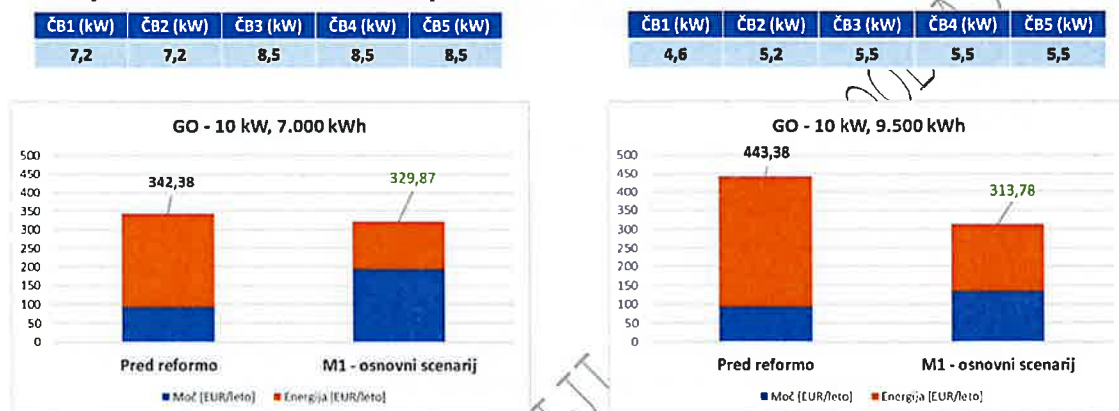 ČB1 (kW) ČB2 (kW) ČB3 (kW) ČB4 (kW) ČB5 (kW)
7,2 7,2 8,5 8,5 8,5
GO - 10 kW, 7.000 kWh
500
450
400
350
300
250
200
150
100
50
0
342,38
329,87
Pred reformo M1 - osnovni scenarij
Moč [EUR/leto] Energija [EUR/leto]
ČB1 (kW) ČB2 (kW) ČB3 (kW) ČB4 (kW) ČB5 (kW)
4,6 5,2 5,5 5,5 5,5
GO - 10 kW, 9.500 kWh
500
450
400
350
300
250
200
150
100
50
0
443,38
313,78
Pred reformo M1 - osnovni scenarij
Moč [EUR/leto] Energija [EUR/leto]